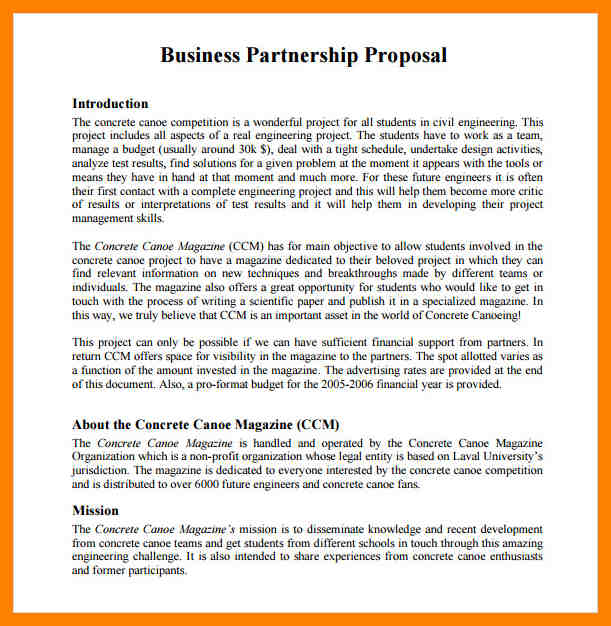 Business Partnership Proposal
Introduction
The concrete canoe competition is a wonderful project for all students in civil engineering. This
project includes all aspects of a real engineering project. The students have to work as a team,
manage a budget (usually around 30k $), deal with a tight schedule, undertake design activities,
analyze test results, find solutions for a given problem at the moment it appears with the tools or
means they have in hand at that moment and much more. For these future engineers it is often
their first contact with a complete engineering project and this will help them become more critic
of results or interpretations of test results and it will help them in developing their project
management skills.
The Concrete Canoe Magazine (CCM) has for main objective to allow students involved in the
concrete canoe project to have a magazine dedicated to their beloved project in which they can
find relevant information on new techniques and breakthroughs made by different teams or
individuals. The magazine also offers a great opportunity for students who would like to get in
touch with the process of writing a scientific paper and publish it in a specialized magazine. In
this way, we truly believe that CCM is an important asset in the world of Concrete Canoeing!
This project can only be possible if we can have sufficient financial support from partners. In
return CCM offers space for visibility in the magazine to the partners. The spot allotted varies as
a function of the amount invested in the magazine. The advertising rates are provided at the end
of this document. Also, a pro-format budget for the 2005-2006 financial year is provided.
About the Concrete Canoe Magazine (CCM)
The Concrete Canoe Magazine is handled and operated by the Concrete Canoe Magazine
Organization which is a non-profit organization whose legal entity is based on Laval University's
jurisdiction. The magazine is dedicated to everyone interested by the concrete canoe competition
and is distributed to over 6000 future engineers and concrete canoe fans.
Mission
The Concrete Canoe Magazine's mission is to disseminate knowledge and recent development
from concrete canoe teams and get students from different schools in touch through this amazing
engineering challenge. It is also intended to share experiences from concrete canoe enthusiasts
and former participants.